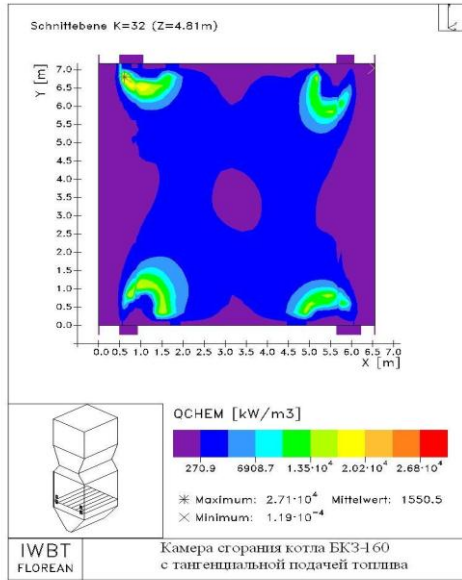 Schnittebene K=32 (Z=4.81m)
Y [m]
7.0
6.5
6.0
5.5
5.0
4.5
4.0
3.5
3.0
2.5
2.0
1.5
1.0
0.5
0.0
0.0 0.5 1.0 1.5 2.0 2.5 3.0 3.5 4.0 4.5 5.0 5.5 6.0 6.5 7.0
X [m]
QCHEM [kW/m3]
270.9 6908.7 1.35·10⁴ 2.02·10⁴ 2.68·10⁴
✳ Maximum: 2.71·10⁴ Mittelwert: 1550.5
× Minimum: 1.19·10⁻⁴
IWBT
FLOREAN
Камера сгорания котла БКЗ-160
с тангенциальной подачей топлива